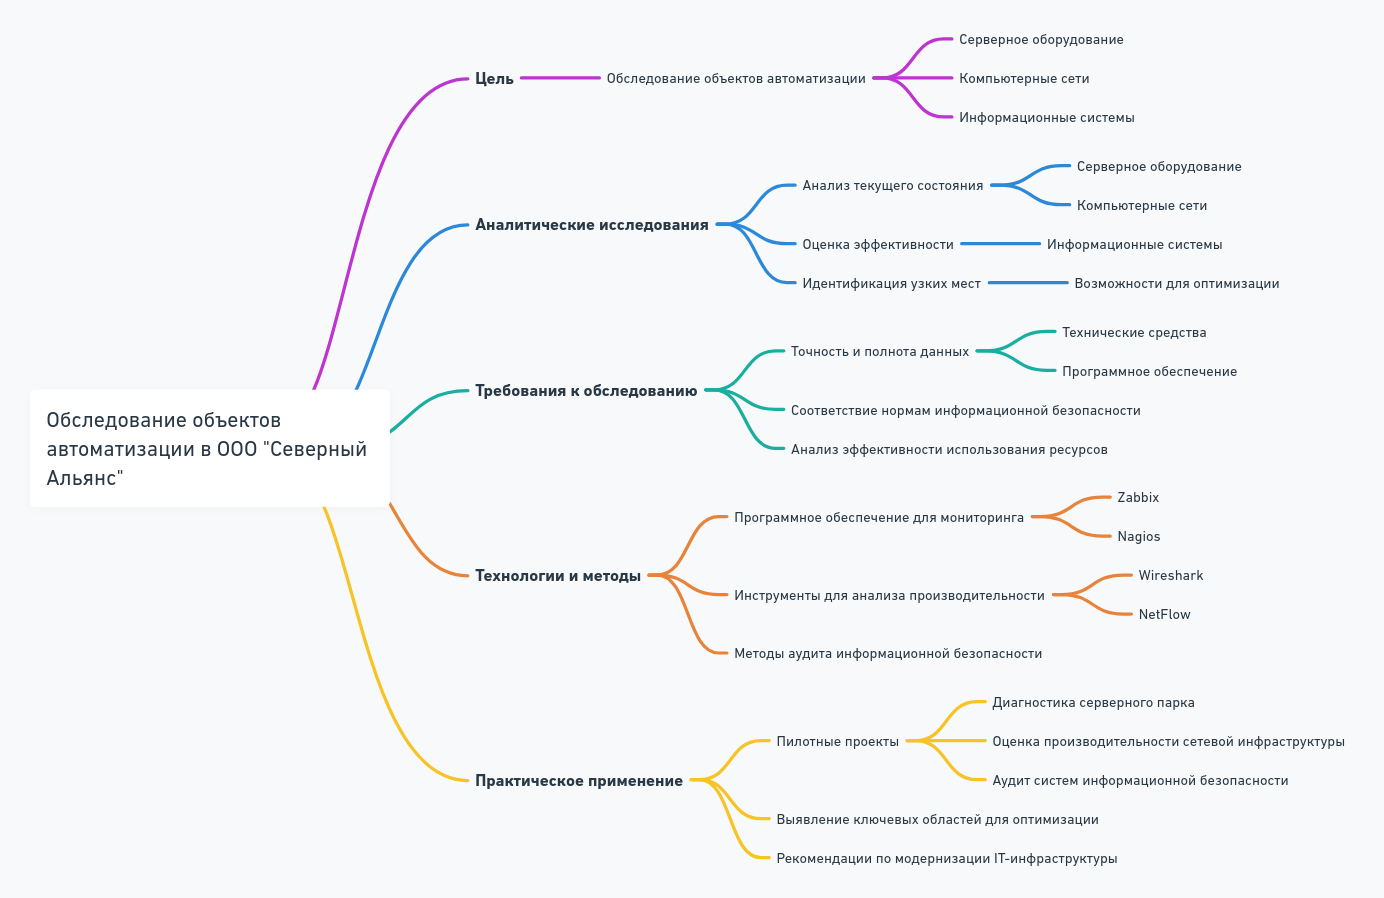 Обследование объектов
автоматизации в ООО "Северный
Альянс"
Цель
Обследование объектов автоматизации
Серверное оборудование
Компьютерные сети
Информационные системы
Аналитические исследования
Анализ текущего состояния
Серверное оборудование
Компьютерные сети
Оценка эффективности
Информационные системы
Идентификация узких мест
Возможности для оптимизации
Требования к обследованию
Точность и полнота данных
Технические средства
Программное обеспечение
Соответствие нормам информационной безопасности
Анализ эффективности использования ресурсов
Технологии и методы
Программное обеспечение для мониторинга
Zabbix
Nagios
Инструменты для анализа производительности
Wireshark
NetFlow
Методы аудита информационной безопасности
Практическое применение
Пилотные проекты
Диагностика серверного парка
Оценка производительности сетевой инфраструктуры
Аудит систем информационной безопасности
Выявление ключевых областей для оптимизации
Рекомендации по модернизации IT-инфраструктуры